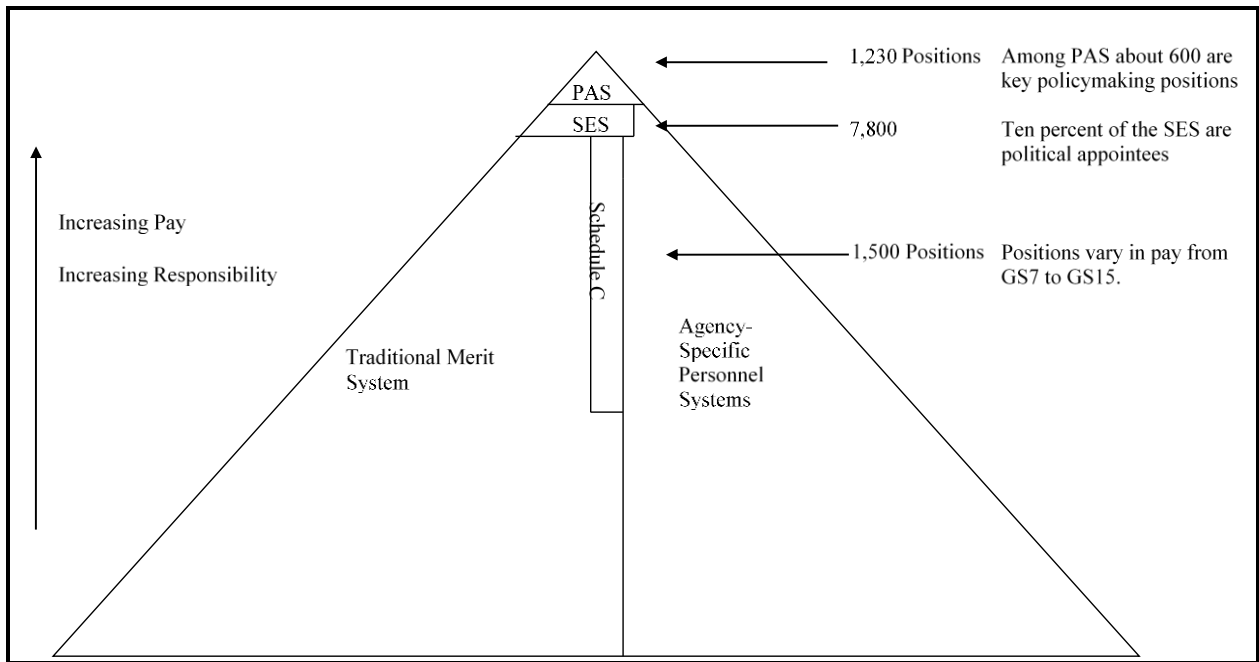 1,230 Positions
Among PAS about 600 are
key policymaking positions
PAS
SES
7,800
Ten percent of the SES are
political appointees
Increasing Pay
Increasing Responsibility
Schedule C
1,500 Positions
Positions vary in pay from
GS7 to GS15.
Traditional Merit
System
Agency-
Specific
Personnel
Systems